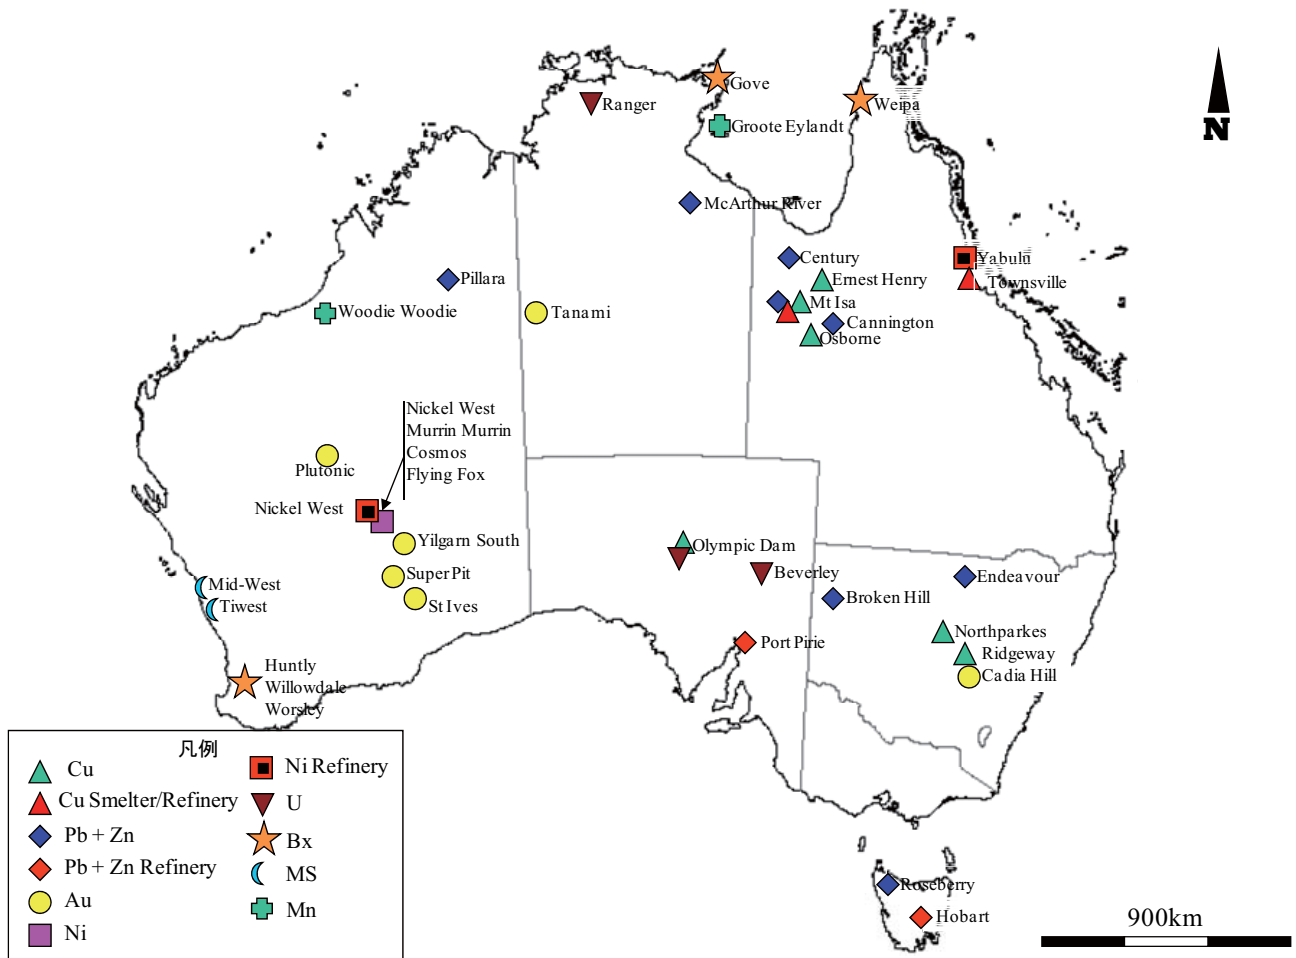 Gove
Ranger
Weipa
N
Groote Eylandt
McArthur River
Century
Yabulu
Pillara
Ernest Henry
Townsville
Woodie Woodie
Tanami
Mt Isa
Cannington
Osborne
Nickel West
Murrin Murrin
Cosmos
Flying Fox
Plutonic
Nickel West
Yilgarn South
Olympic Dam
Super Pit
Beverley
Endeavour
Mid-West
Tiwest
St Ives
Broken Hill
Northparkes
Port Pirie
Ridgeway
Cadia Hill
Huntly
Willowdale
Worsley
凡例
Cu
Cu Smelter/Refinery
Pb + Zn
Pb + Zn Refinery
Au
Ni
Ni Refinery
U
Bx
MS
Mn
Roseberry
Hobart
900km